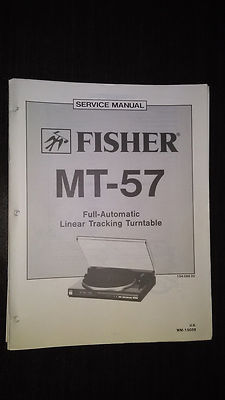 SERVICE MANUAL
FISHER®
MT-57
Full-Automatic
Linear Tracking Turntable